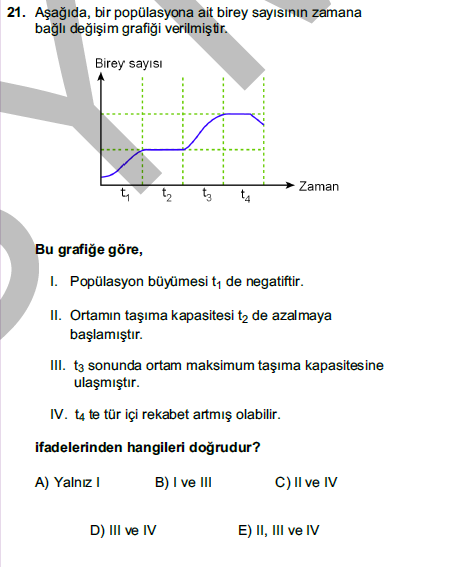 21. Aşağıda, bir popülasyona ait birey sayısının zamana
bağlı değişim grafiği verilmiştir.
Birey sayısı
Zaman
t1 t2 t3 t4
Bu grafiğe göre,
I. Popülasyon büyümesi t1 de negatiftir.
II. Ortamın taşıma kapasitesi t2 de azalmaya
başlamıştır.
III. t3 sonunda ortam maksimum taşıma kapasitesine
ulaşmıştır.
IV. t4 te tür içi rekabet artmış olabilir.
ifadelerinden hangileri doğrudur?
A) Yalnız I B) I ve III C) II ve IV
D) III ve IV E) II, III ve IV